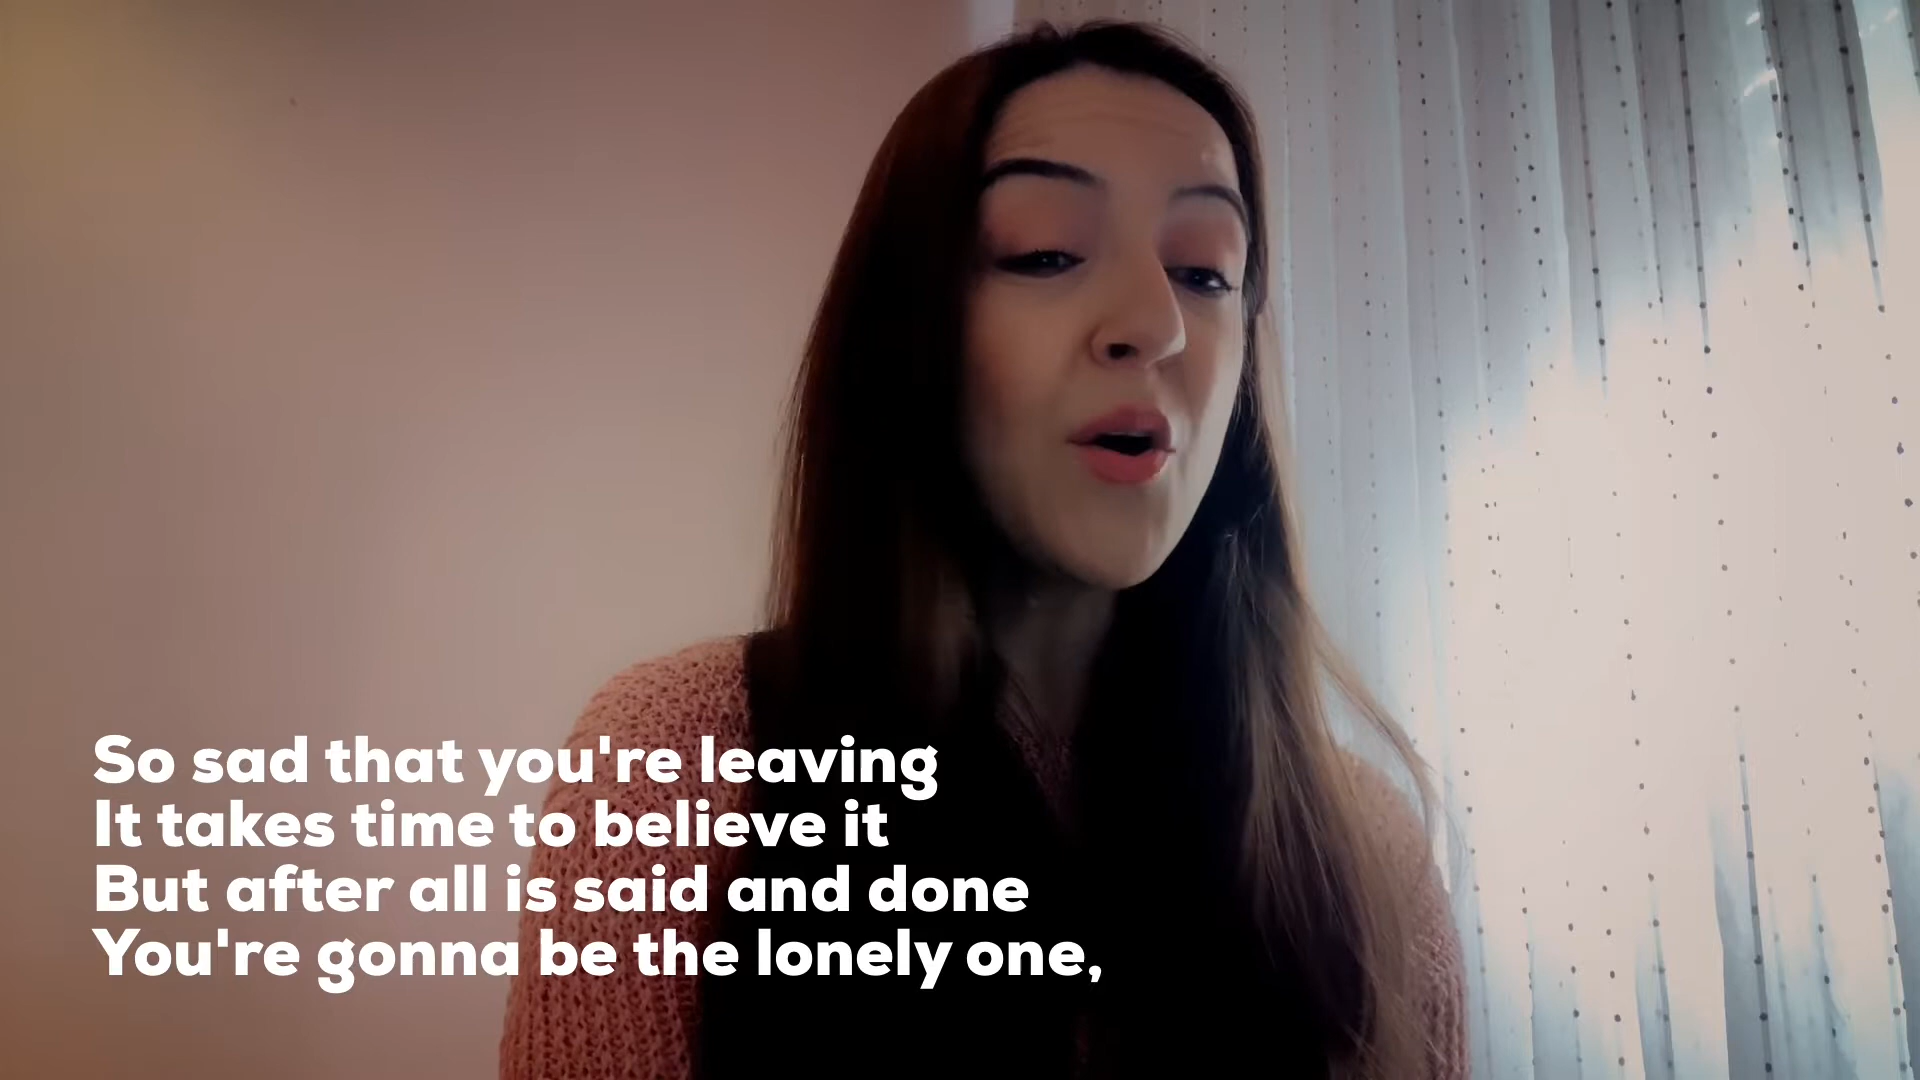 So sad that you're leaving
It takes time to believe it
But after all is said and done
You're gonna be the lonely one,